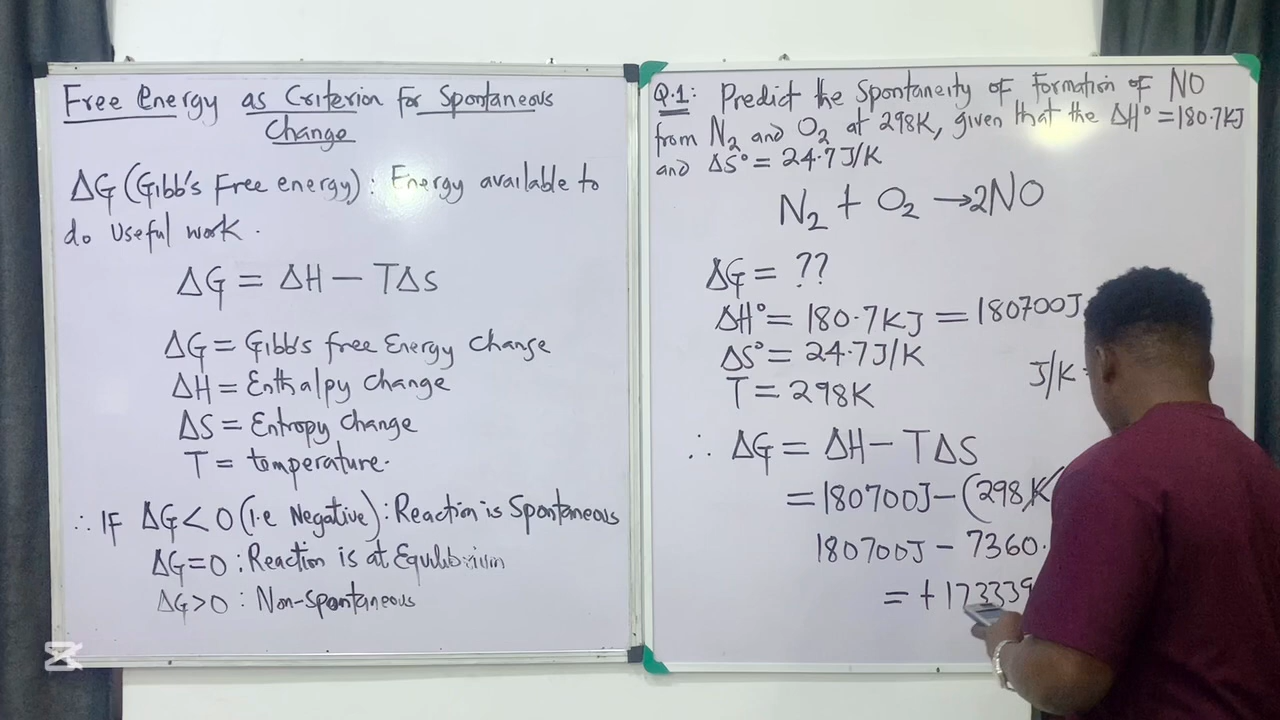 Free Energy as Criterion for Spontaneous
Change
ΔG (Gibb's Free energy): Energy available to
do Useful work.
ΔG = ΔH - TΔS
ΔG = Gibb's free Energy Change
ΔH = Enthalpy change
ΔS = Entropy Change
T = temperature.
∴ IF ΔG < 0 (I.e Negative): Reaction is Spontaneous
ΔG = 0 : Reaction is at Equilibrium
ΔG > 0 : Non-Spontaneous
Q.1: Predict the Spontaneity of Formation of NO
from N₂ and O₂ at 298K, given that the ΔH° = 180.7KJ
and ΔS° = 24.7J/K
N₂ + O₂ → 2NO
ΔG = ??
ΔH° = 180.7KJ = 180700J
ΔS° = 24.7J/K
J/K
T = 298K
∴ ΔG = ΔH - TΔS
= 180700J - (298K
180700J - 7360.
= + 173339